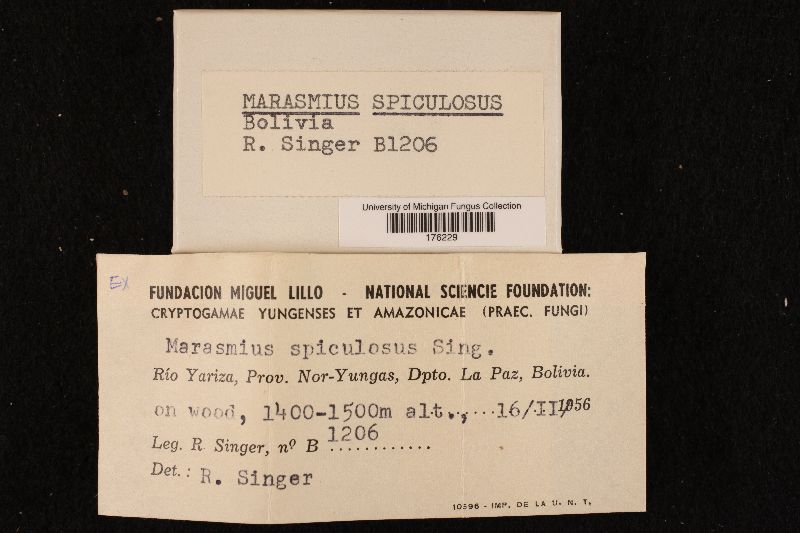 MARASMIUS SPICULOSUS
Bolivia
R. Singer B1206
University of Michigan Fungus Collection
176229
Ex
FUNDACION MIGUEL LILLO - NATIONAL SCIENCIE FOUNDATION:
CRYPTOGAMAE YUNGENSES ET AMAZONICAE (PRAEC. FUNGI)
Marasmius spiculosus Sing.
Río Yariza, Prov. Nor-Yungas, Dpto. La Paz, Bolivia.
on wood, 1400-1500m alt., 16/II/1956
Leg. R. Singer, nº B 1206
Det.: R. Singer
10596 - IMP. DE LA U. N. T.